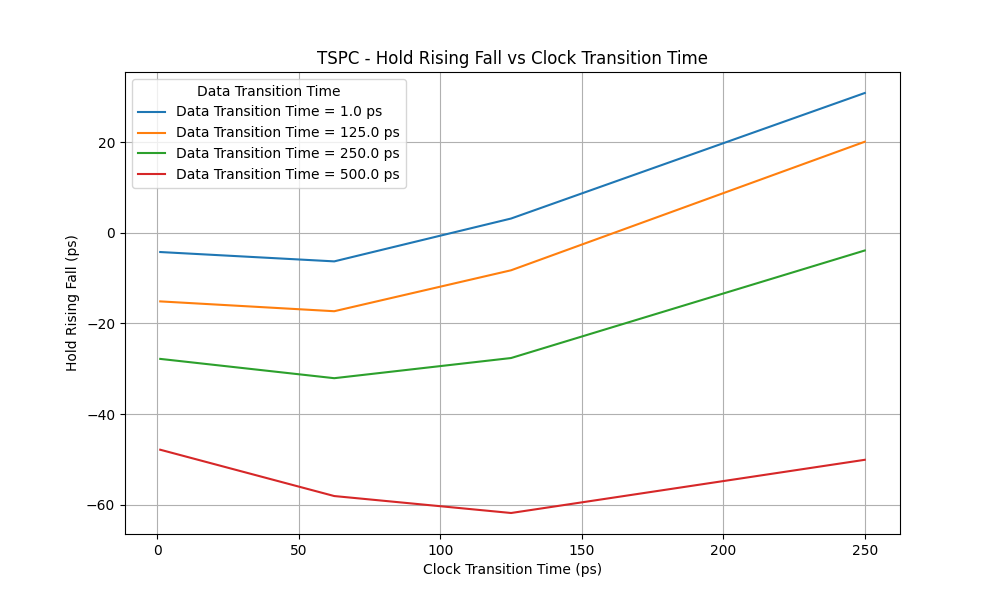 TSPC - Hold Rising Fall vs Clock Transition Time
Data Transition Time
Data Transition Time = 1.0 ps
Data Transition Time = 125.0 ps
Data Transition Time = 250.0 ps
Data Transition Time = 500.0 ps
Hold Rising Fall (ps)
20
0
−20
−40
−60
0 50 100 150 200 250
Clock Transition Time (ps)